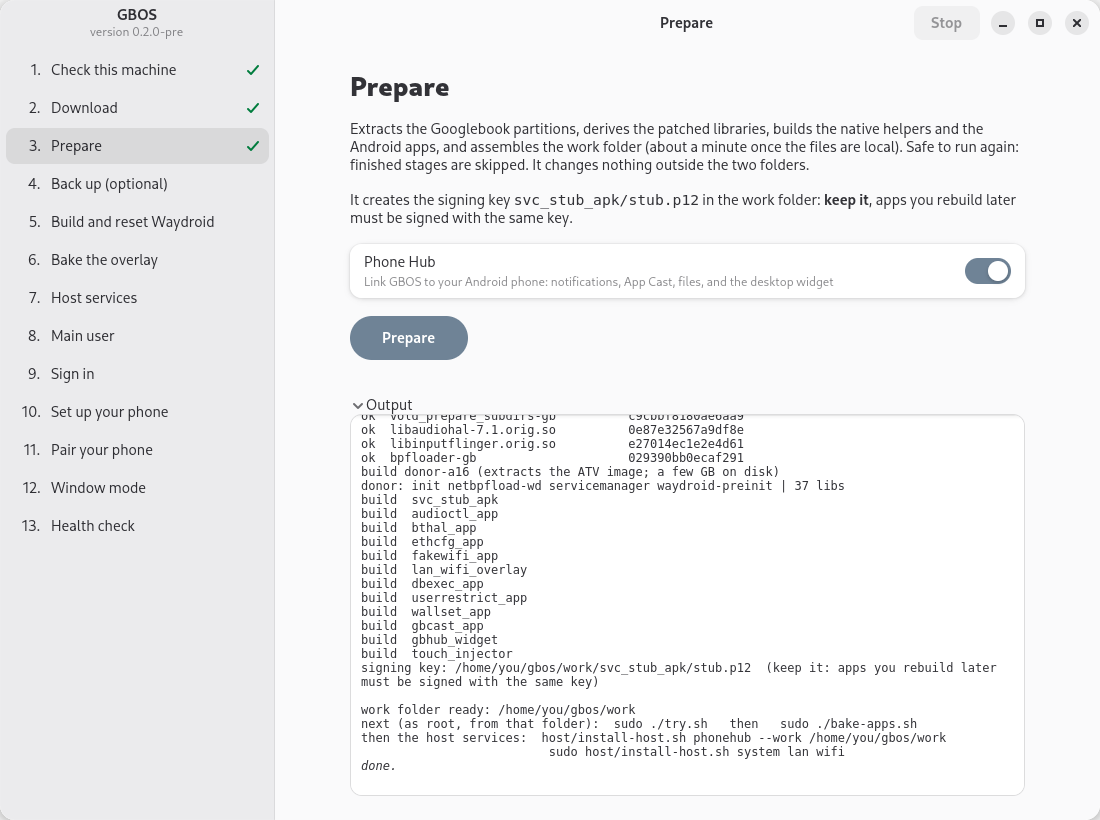 GBOS
version 0.2.0-pre
Prepare
Stop
1. Check this machine
2. Download
3. Prepare
4. Back up (optional)
5. Build and reset Waydroid
6. Bake the overlay
7. Host services
8. Main user
9. Sign in
10. Set up your phone
11. Pair your phone
12. Window mode
13. Health check
Prepare
Extracts the Googlebook partitions, derives the patched libraries, builds the native helpers and the
Android apps, and assembles the work folder (about a minute once the files are local). Safe to run again:
finished stages are skipped. It changes nothing outside the two folders.
It creates the signing key svc_stub_apk/stub.p12 in the work folder: keep it, apps you rebuild later
must be signed with the same key.
Phone Hub
Link GBOS to your Android phone: notifications, App Cast, files, and the desktop widget
Prepare
Output
ok vold_prepare_subdirs-gb c9cbbf8180ae6aa9
ok libaudiohal-7.1.orig.so 0e87e32567a9df8e
ok libinputflinger.orig.so e27014ec1e2e4d61
ok bpfloader-gb 029390bb0ecaf291
build donor-a16 (extracts the ATV image; a few GB on disk)
donor: init netbpfload-wd servicemanager waydroid-preinit | 37 libs
build svc_stub_apk
build audioctl_app
build bthal_app
build ethcfg_app
build fakewifi_app
build lan_wifi_overlay
build dbexec_app
build userrestrict_app
build wallset_app
build gbcast_app
build gbhub_widget
build touch_injector
signing key: /home/you/gbos/work/svc_stub_apk/stub.p12 (keep it: apps you rebuild later
must be signed with the same key)
work folder ready: /home/you/gbos/work
next (as root, from that folder): sudo ./try.sh then sudo ./bake-apps.sh
then the host services: host/install-host.sh phonehub --work /home/you/gbos/work
sudo host/install-host.sh system lan wifi
done.